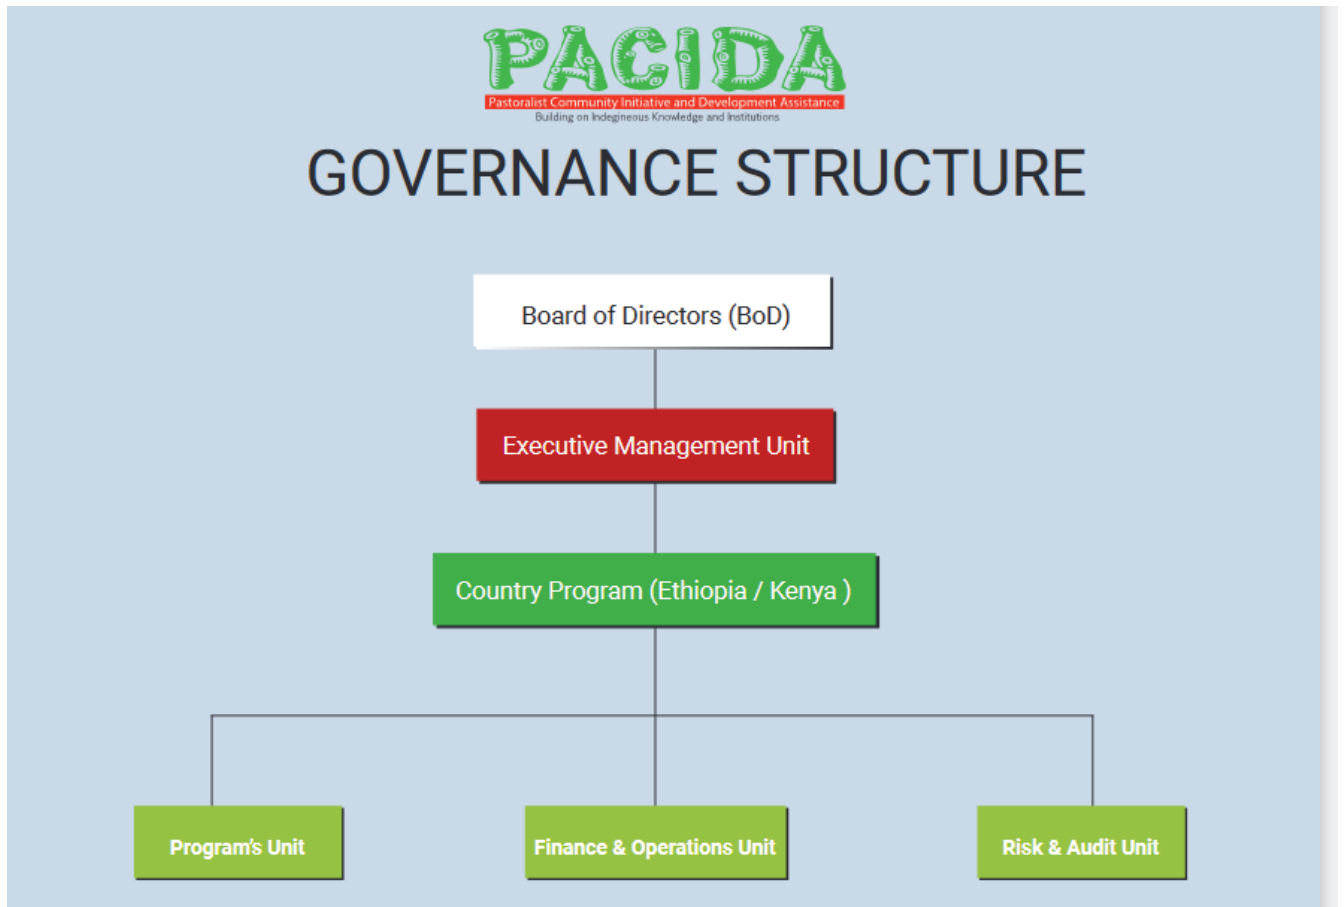 PACIDA
Pastoralist Community Initiative and Development Assistance
Building on Indegineous Knowledge and Institutions
GOVERNANCE STRUCTURE
Board of Directors (BoD)
Executive Management Unit
Country Program (Ethiopia / Kenya )
Program's Unit
Finance & Operations Unit
Risk & Audit Unit